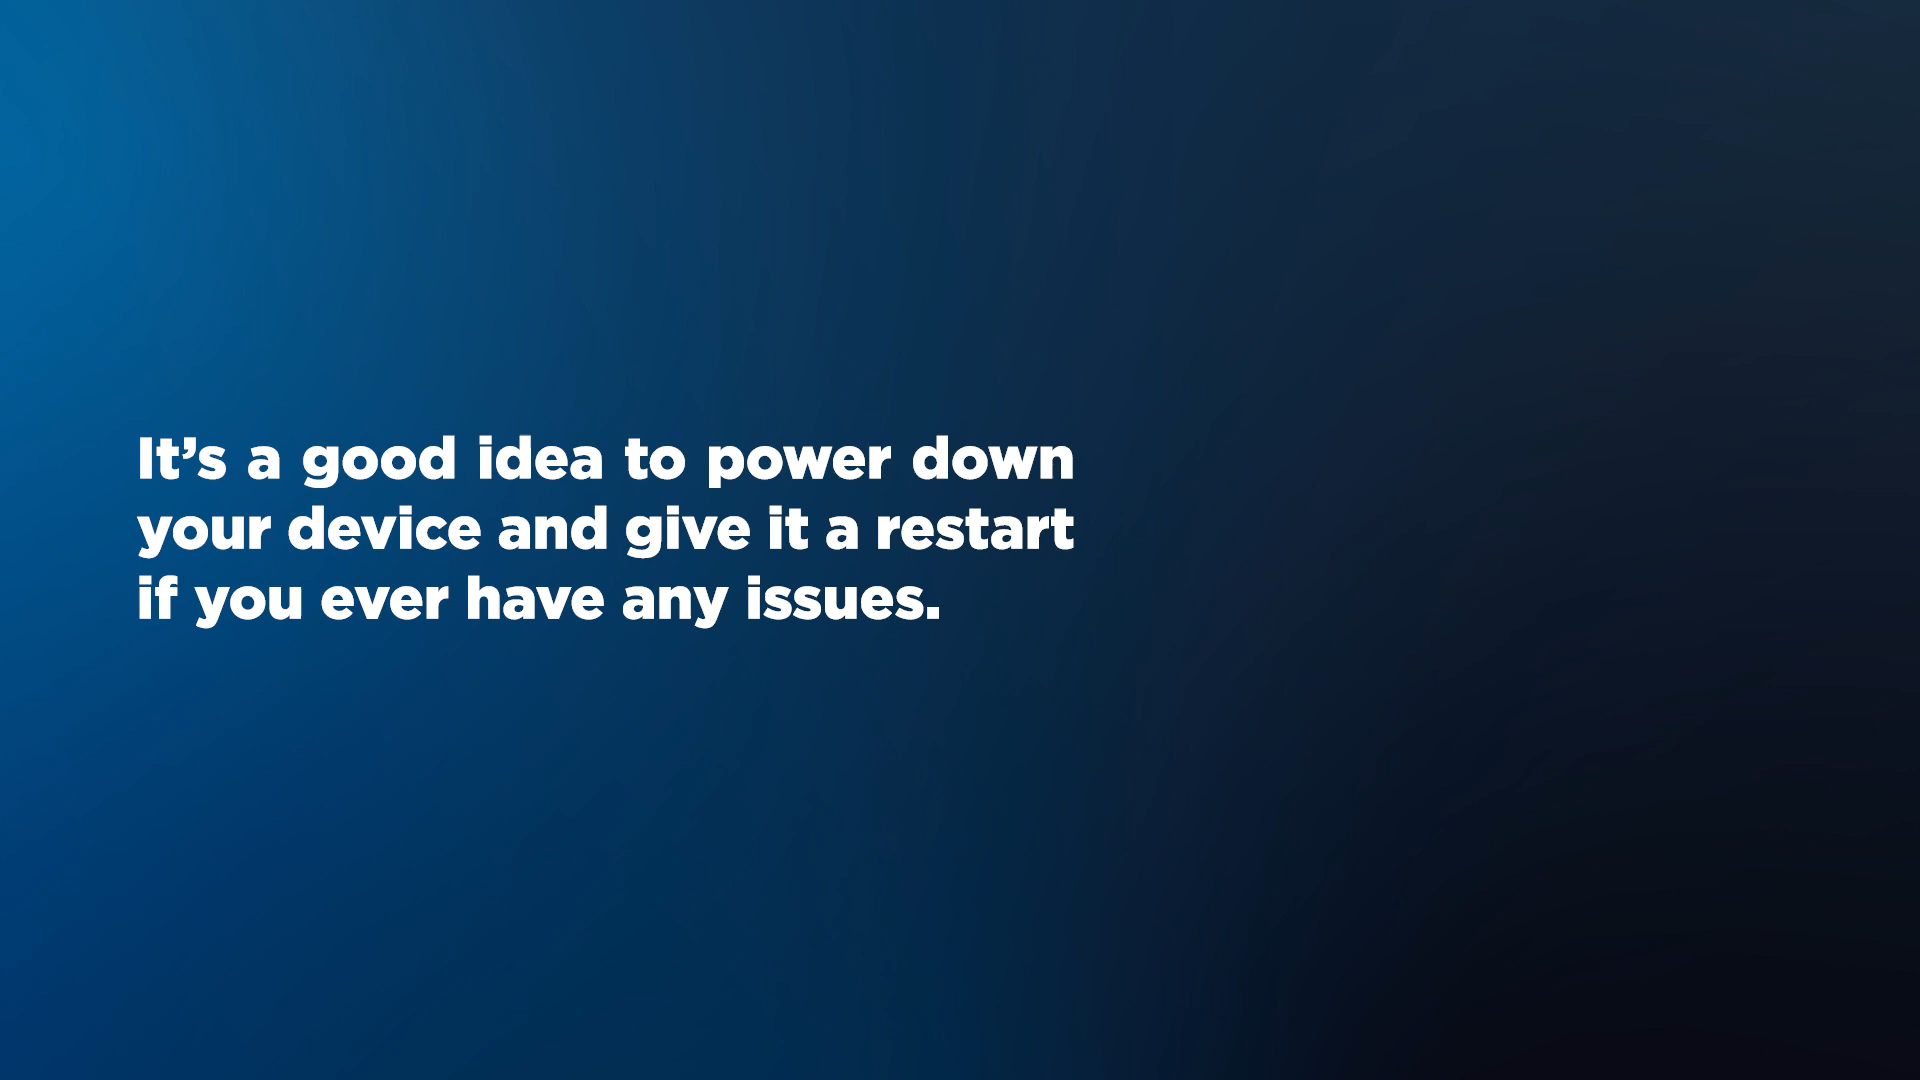 It’s a good idea to power down
your device and give it a restart
if you ever have any issues.